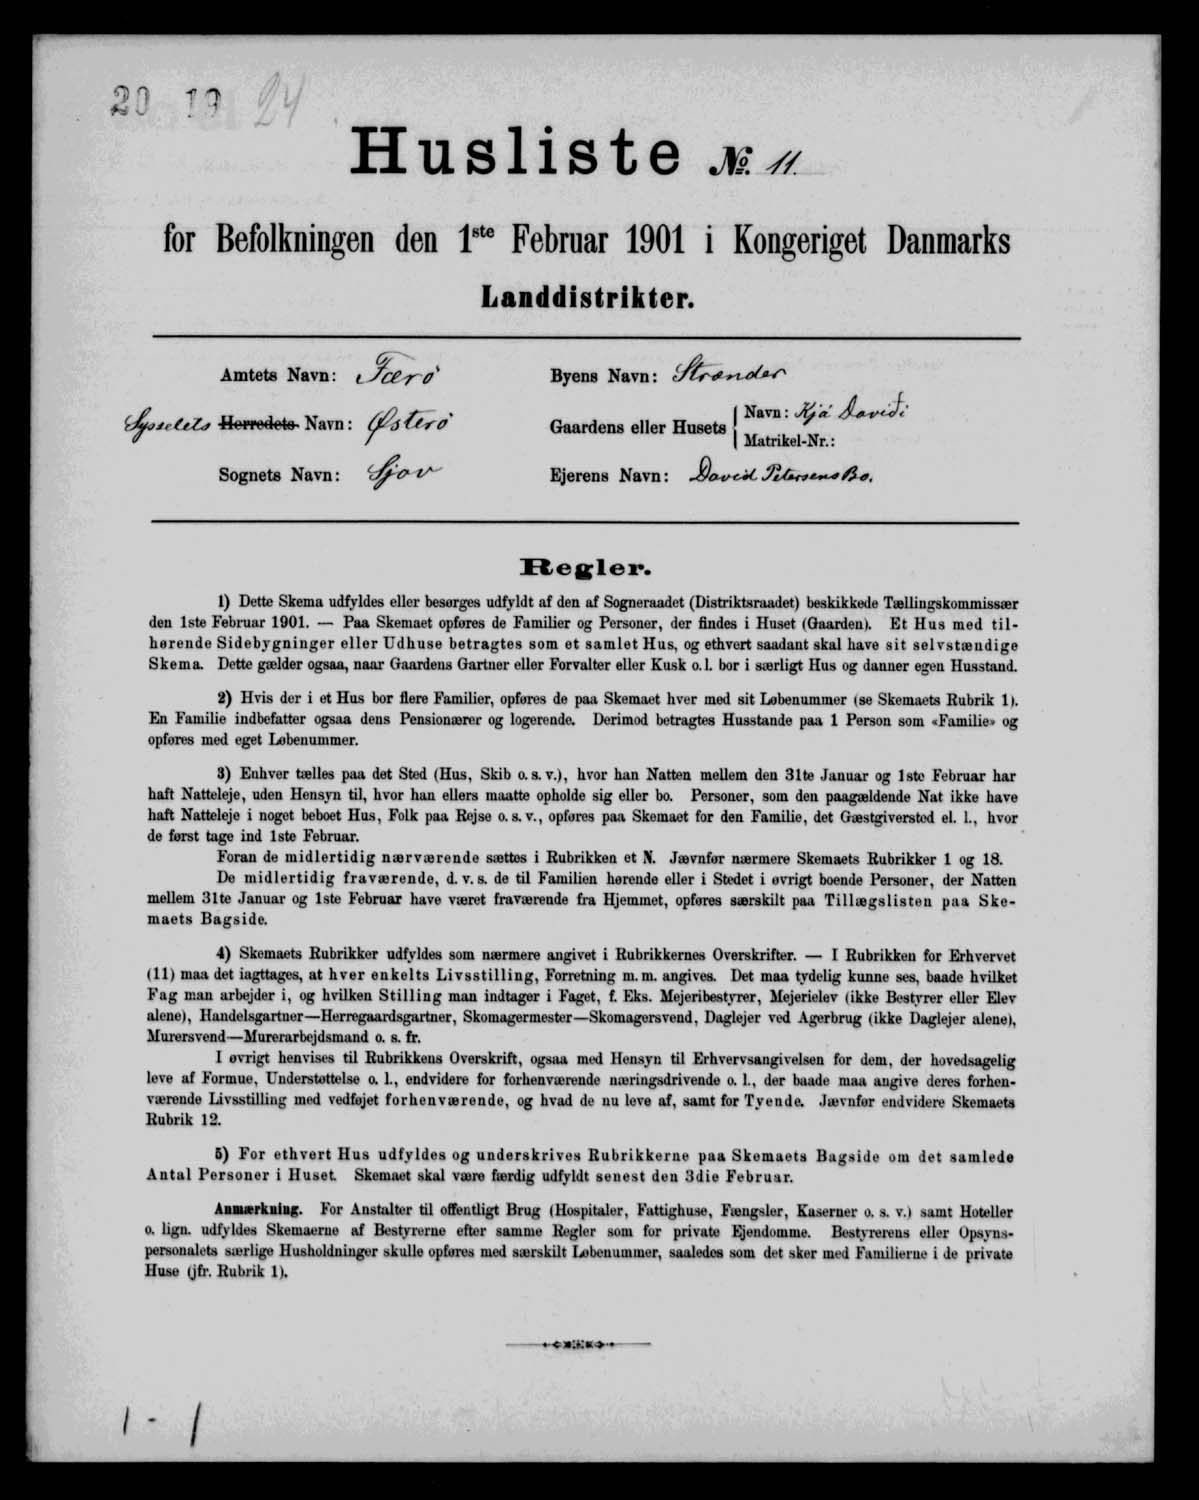 20 19 24
Husliste No. 11.
for Befolkningen den 1ste Februar 1901 i Kongeriget Danmarks
Landdistrikter.
Amtets Navn: Færö
Byens Navn: Strænder
Sysselets Herredets Navn: Österö
Gaardens eller Husets
Navn: Kjá Davidi
Matrikel-Nr.:
Sognets Navn: Sjov
Ejerens Navn: David Petersens Bo.
Regler.
1) Dette Skema udfyldes eller besørges udfyldt af den af Sogneraadet (Distriktsraadet) beskikkede Tællingskommissær
den 1ste Februar 1901. — Paa Skemaet opføres de Familier og Personer, der findes i Huset (Gaarden). Et Hus med til-
hørende Sidebygninger eller Udhuse betragtes som et samlet Hus, og ethvert saadant skal have sit selvstændige
Skema. Dette gælder ogsaa, naar Gaardens Gartner eller Forvalter eller Kusk o. l. bor i særligt Hus og danner egen Husstand.
2) Hvis der i et Hus bor flere Familier, opføres de paa Skemaet hver med sit Løbenummer (se Skemaets Rubrik 1).
En Familie indbefatter ogsaa dens Pensionærer og logerende. Derimod betragtes Husstande paa 1 Person som «Familie» og
opføres med eget Løbenummer.
3) Enhver tælles paa det Sted (Hus, Skib o. s. v.), hvor han Natten mellem den 31te Januar og 1ste Februar har
haft Natteleje, uden Hensyn til, hvor han ellers maatte opholde sig eller bo. Personer, som den paagældende Nat ikke have
haft Natteleje i noget beboet Hus, Folk paa Rejse o. s. v., opføres paa Skemaet for den Familie, det Gæstgiversted el. l., hvor
de først tage ind 1ste Februar.
Foran de midlertidig nærværende sættes i Rubrikken et N. Jævnfør nærmere Skemaets Rubrikker 1 og 18.
De midlertidig fraværende, d. v. s. de til Familien hørende eller i Stedet i øvrigt boende Personer, der Natten
mellem 31te Januar og 1ste Februar have været fraværende fra Hjemmet, opføres særskilt paa Tillægslisten paa Ske-
maets Bagside.
4) Skemaets Rubrikker udfyldes som nærmere angivet i Rubrikkernes Overskrifter. — I Rubrikken for Erhvervet
(11) maa det iagttages, at hver enkelts Livsstilling, Forretning m. m. angives. Det maa tydelig kunne ses, baade hvilket
Fag man arbejder i, og hvilken Stilling man indtager i Faget, f. Eks. Mejeribestyrer, Mejerielev (ikke Bestyrer eller Elev
alene), Handelsgartner—Herregaardsgartner, Skomagermester—Skomagersvend, Daglejer ved Agerbrug (ikke Daglejer alene),
Murersvend—Murerarbejdsmand o. s. fr.
I øvrigt henvises til Rubrikkens Overskrift, ogsaa med Hensyn til Erhvervsangivelsen for dem, der hovedsagelig
leve af Formue, Understøttelse o. l., endvidere for forhenværende næringsdrivende o. l., der baade maa angive deres forhen-
værende Livsstilling med vedføjet forhenværende, og hvad de nu leve af, samt for Tyende. Jævnfør endvidere Skemaets
Rubrik 12.
5) For ethvert Hus udfyldes og underskrives Rubrikkerne paa Skemaets Bagside om det samlede
Antal Personer i Huset. Skemaet skal være færdig udfyldt senest den 3die Februar.
Anmærkning. For Anstalter til offentligt Brug (Hospitaler, Fattighuse, Fængsler, Kaserner o. s. v.) samt Hoteller
o. lign. udfyldes Skemaerne af Bestyrerne efter samme Regler som for private Ejendomme. Bestyrerens eller Opsyns-
personalets særlige Husholdninger skulle opføres med særskilt Løbenummer, saaledes som det sker med Familierne i de private
Huse (jfr. Rubrik 1).
1 - 1